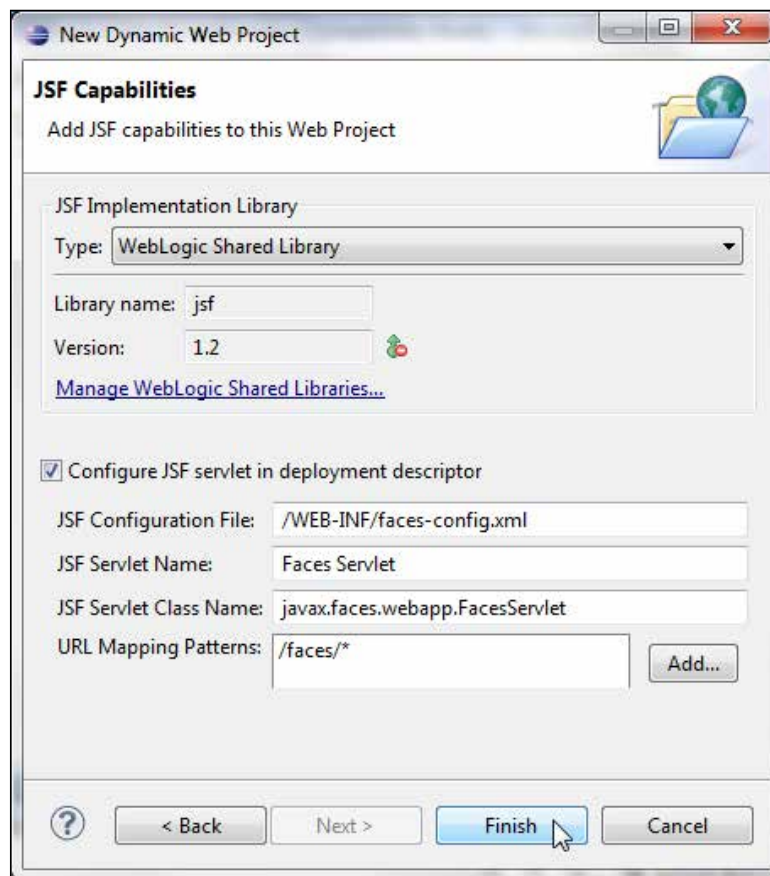 New Dynamic Web Project
JSF Capabilities
Add JSF capabilities to this Web Project
JSF Implementation Library
Type: WebLogic Shared Library
Library name: jsf
Version: 1.2
Manage WebLogic Shared Libraries...
Configure JSF servlet in deployment descriptor
JSF Configuration File: /WEB-INF/faces-config.xml
JSF Servlet Name: Faces Servlet
JSF Servlet Class Name: javax.faces.webapp.FacesServlet
URL Mapping Patterns: /faces/*
Add...
? < Back Next > Finish Cancel